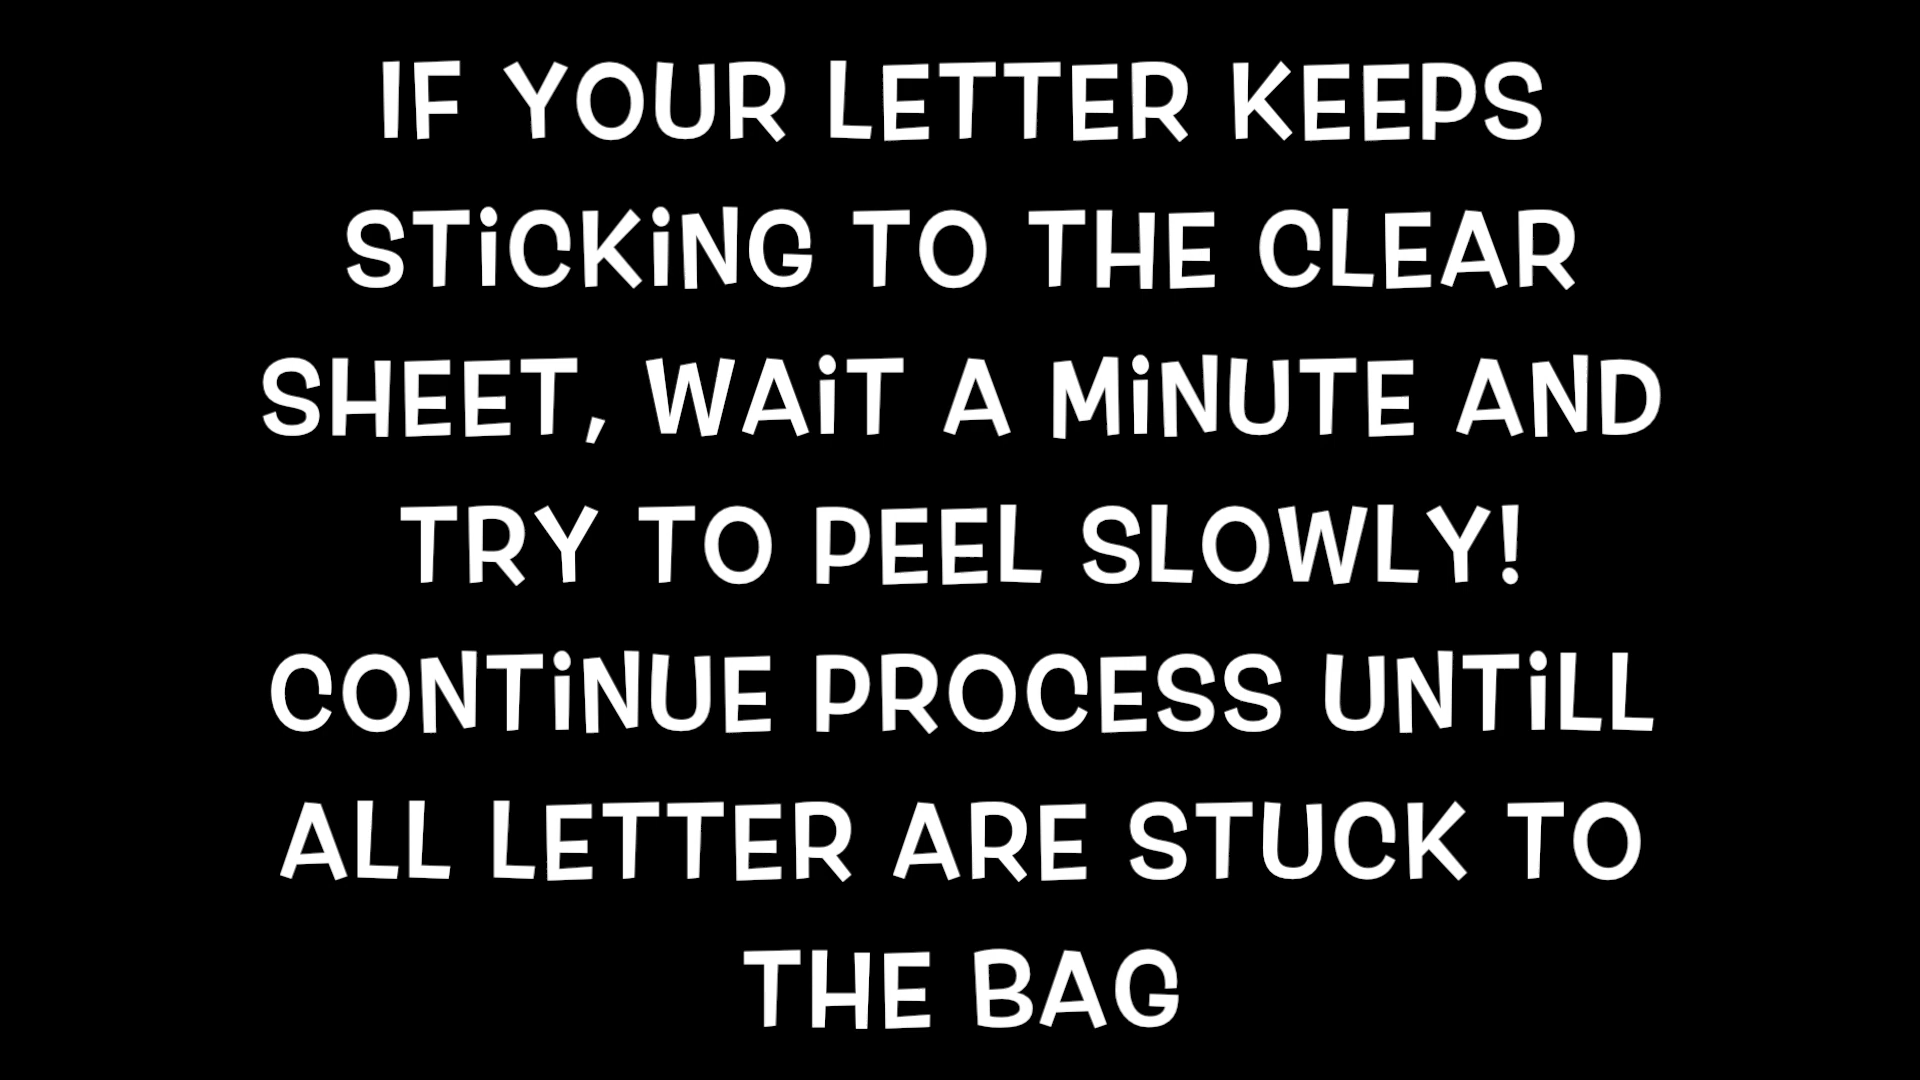 IF YOUR LETTER KEEPS
STiCKiNG TO THE CLEAR
SHEET, WAiT A MiNUTE AND
TRY TO PEEL SLOWLY!
CONTiNUE PROCESS UNTiLL
ALL LETTER ARE STUCK TO
THE BAG